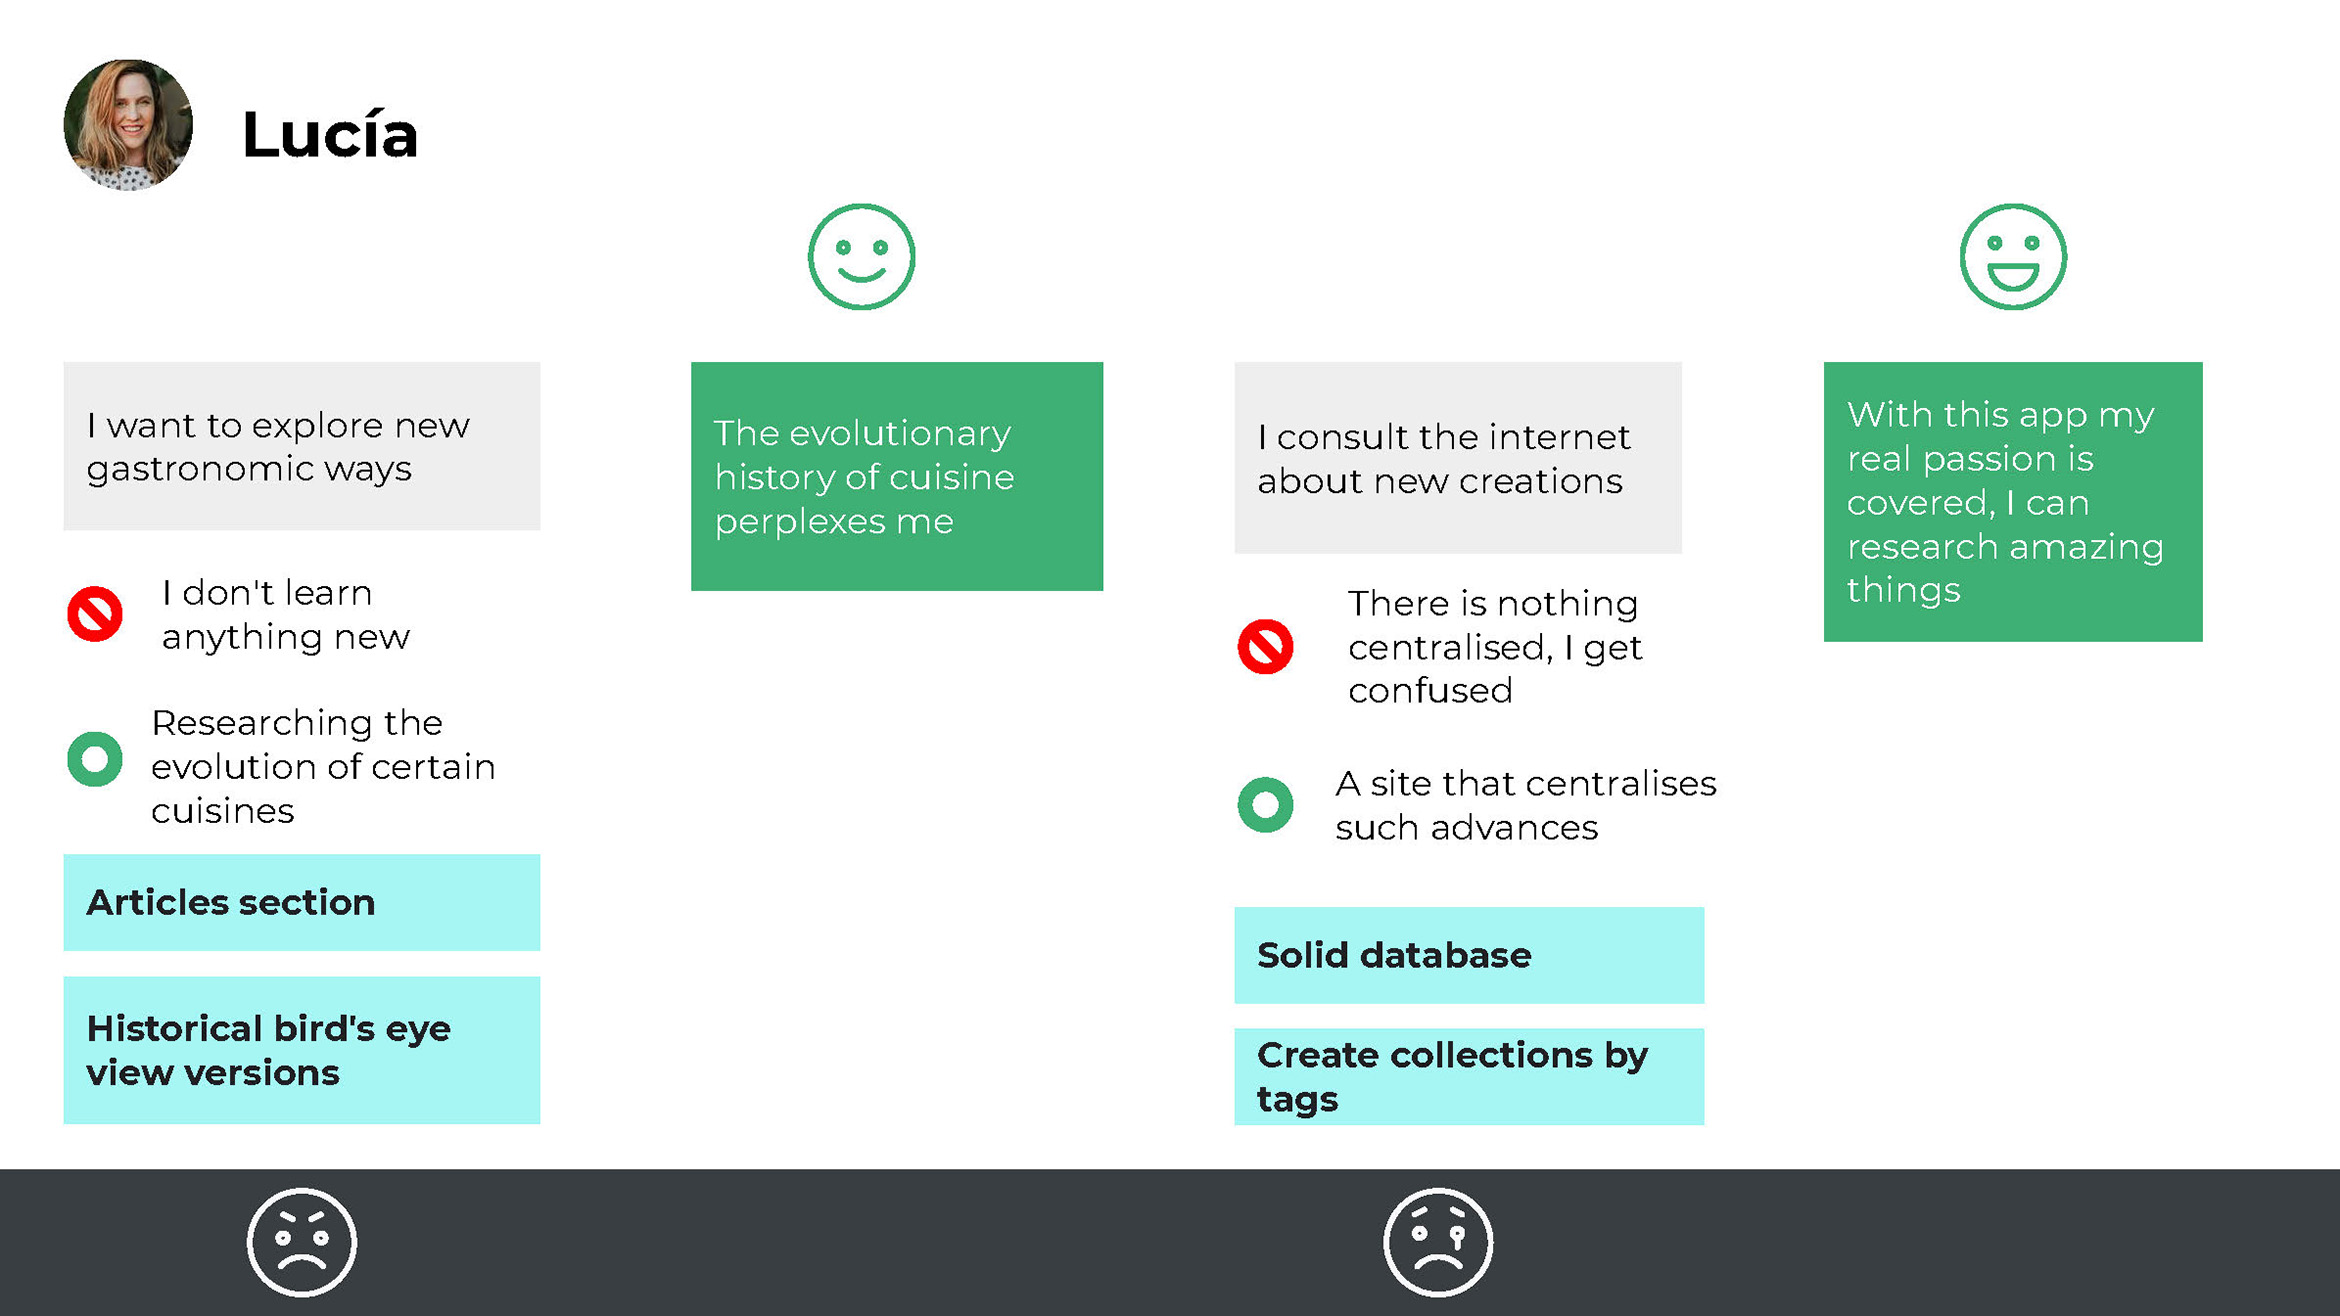 Lucía
I want to explore new
gastronomic ways
I don't learn
anything new
Researching the
evolution of certain
cuisines
Articles section
Historical bird's eye
view versions
The evolutionary
history of cuisine
perplexes me
I consult the internet
about new creations
There is nothing
centralised, I get
confused
A site that centralises
such advances
Solid database
Create collections by
tags
With this app my
real passion is
covered, I can
research amazing
things